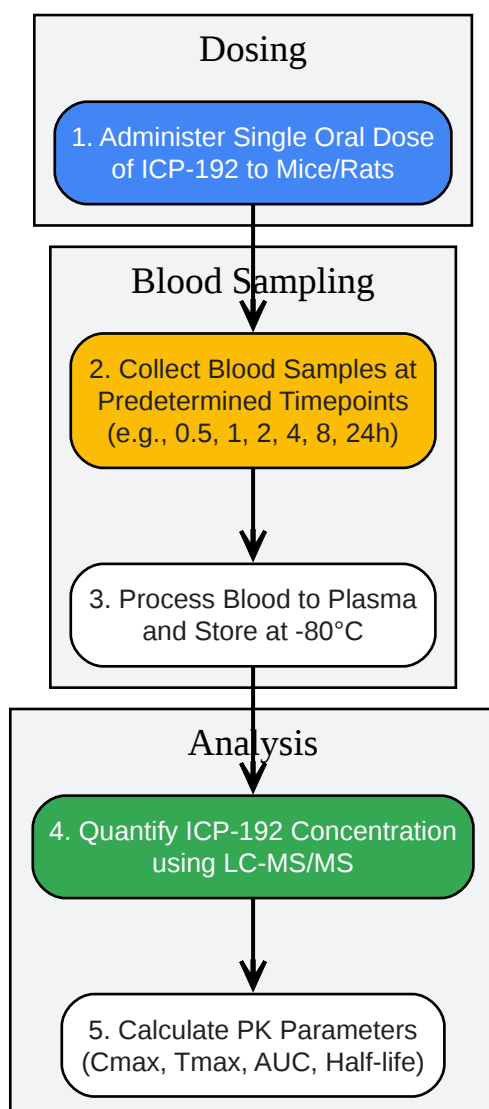 Dosing
1. Administer Single Oral Dose
of ICP-192 to Mice/Rats
Blood Sampling
2. Collect Blood Samples at
Predetermined Timepoints
(e.g., 0.5, 1, 2, 4, 8, 24h)
3. Process Blood to Plasma
and Store at -80°C
Analysis
4. Quantify ICP-192 Concentration
using LC-MS/MS
5. Calculate PK Parameters
(Cmax, Tmax, AUC, Half-life)